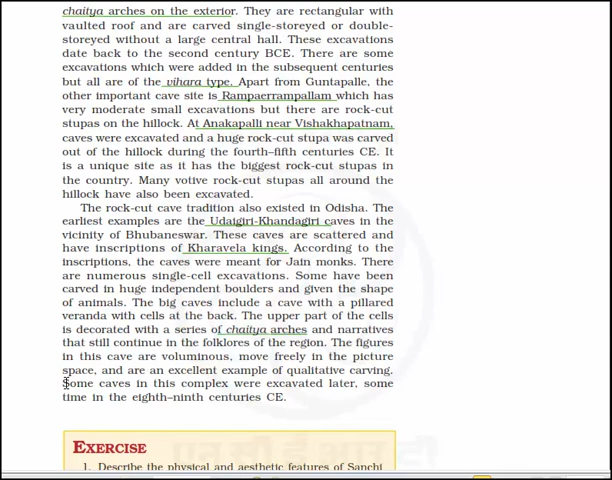 chaitya arches on the exterior. They are rectangular with
vaulted roof and are carved single-storeyed or double-
storeyed without a large central hall. These excavations
date back to the second century BCE. There are some
excavations which were added in the subsequent centuries
but all are of the vihara type. Apart from Guntapalle, the
other important cave site is Rampaerrampallam which has
very moderate small excavations but there are rock-cut
stupas on the hillock. At Anakapalli near Vishakhapatnam,
caves were excavated and a huge rock-cut stupa was carved
out of the hillock during the fourth–fifth centuries CE. It
is a unique site as it has the biggest rock-cut stupas in
the country. Many votive rock-cut stupas all around the
hillock have also been excavated.
The rock-cut cave tradition also existed in Odisha. The
earliest examples are the Udaigiri-Khandagiri caves in the
vicinity of Bhubaneswar. These caves are scattered and
have inscriptions of Kharavela kings. According to the
inscriptions, the caves were meant for Jain monks. There
are numerous single-cell excavations. Some have been
carved in huge independent boulders and given the shape
of animals. The big caves include a cave with a pillared
veranda with cells at the back. The upper part of the cells
is decorated with a series of chaitya arches and narratives
that still continue in the folklores of the region. The figures
in this cave are voluminous, move freely in the picture
space, and are an excellent example of qualitative carving.
Some caves in this complex were excavated later, some
time in the eighth–ninth centuries CE.
EXERCISE
1. Describe the physical and aesthetic features of Sanchi